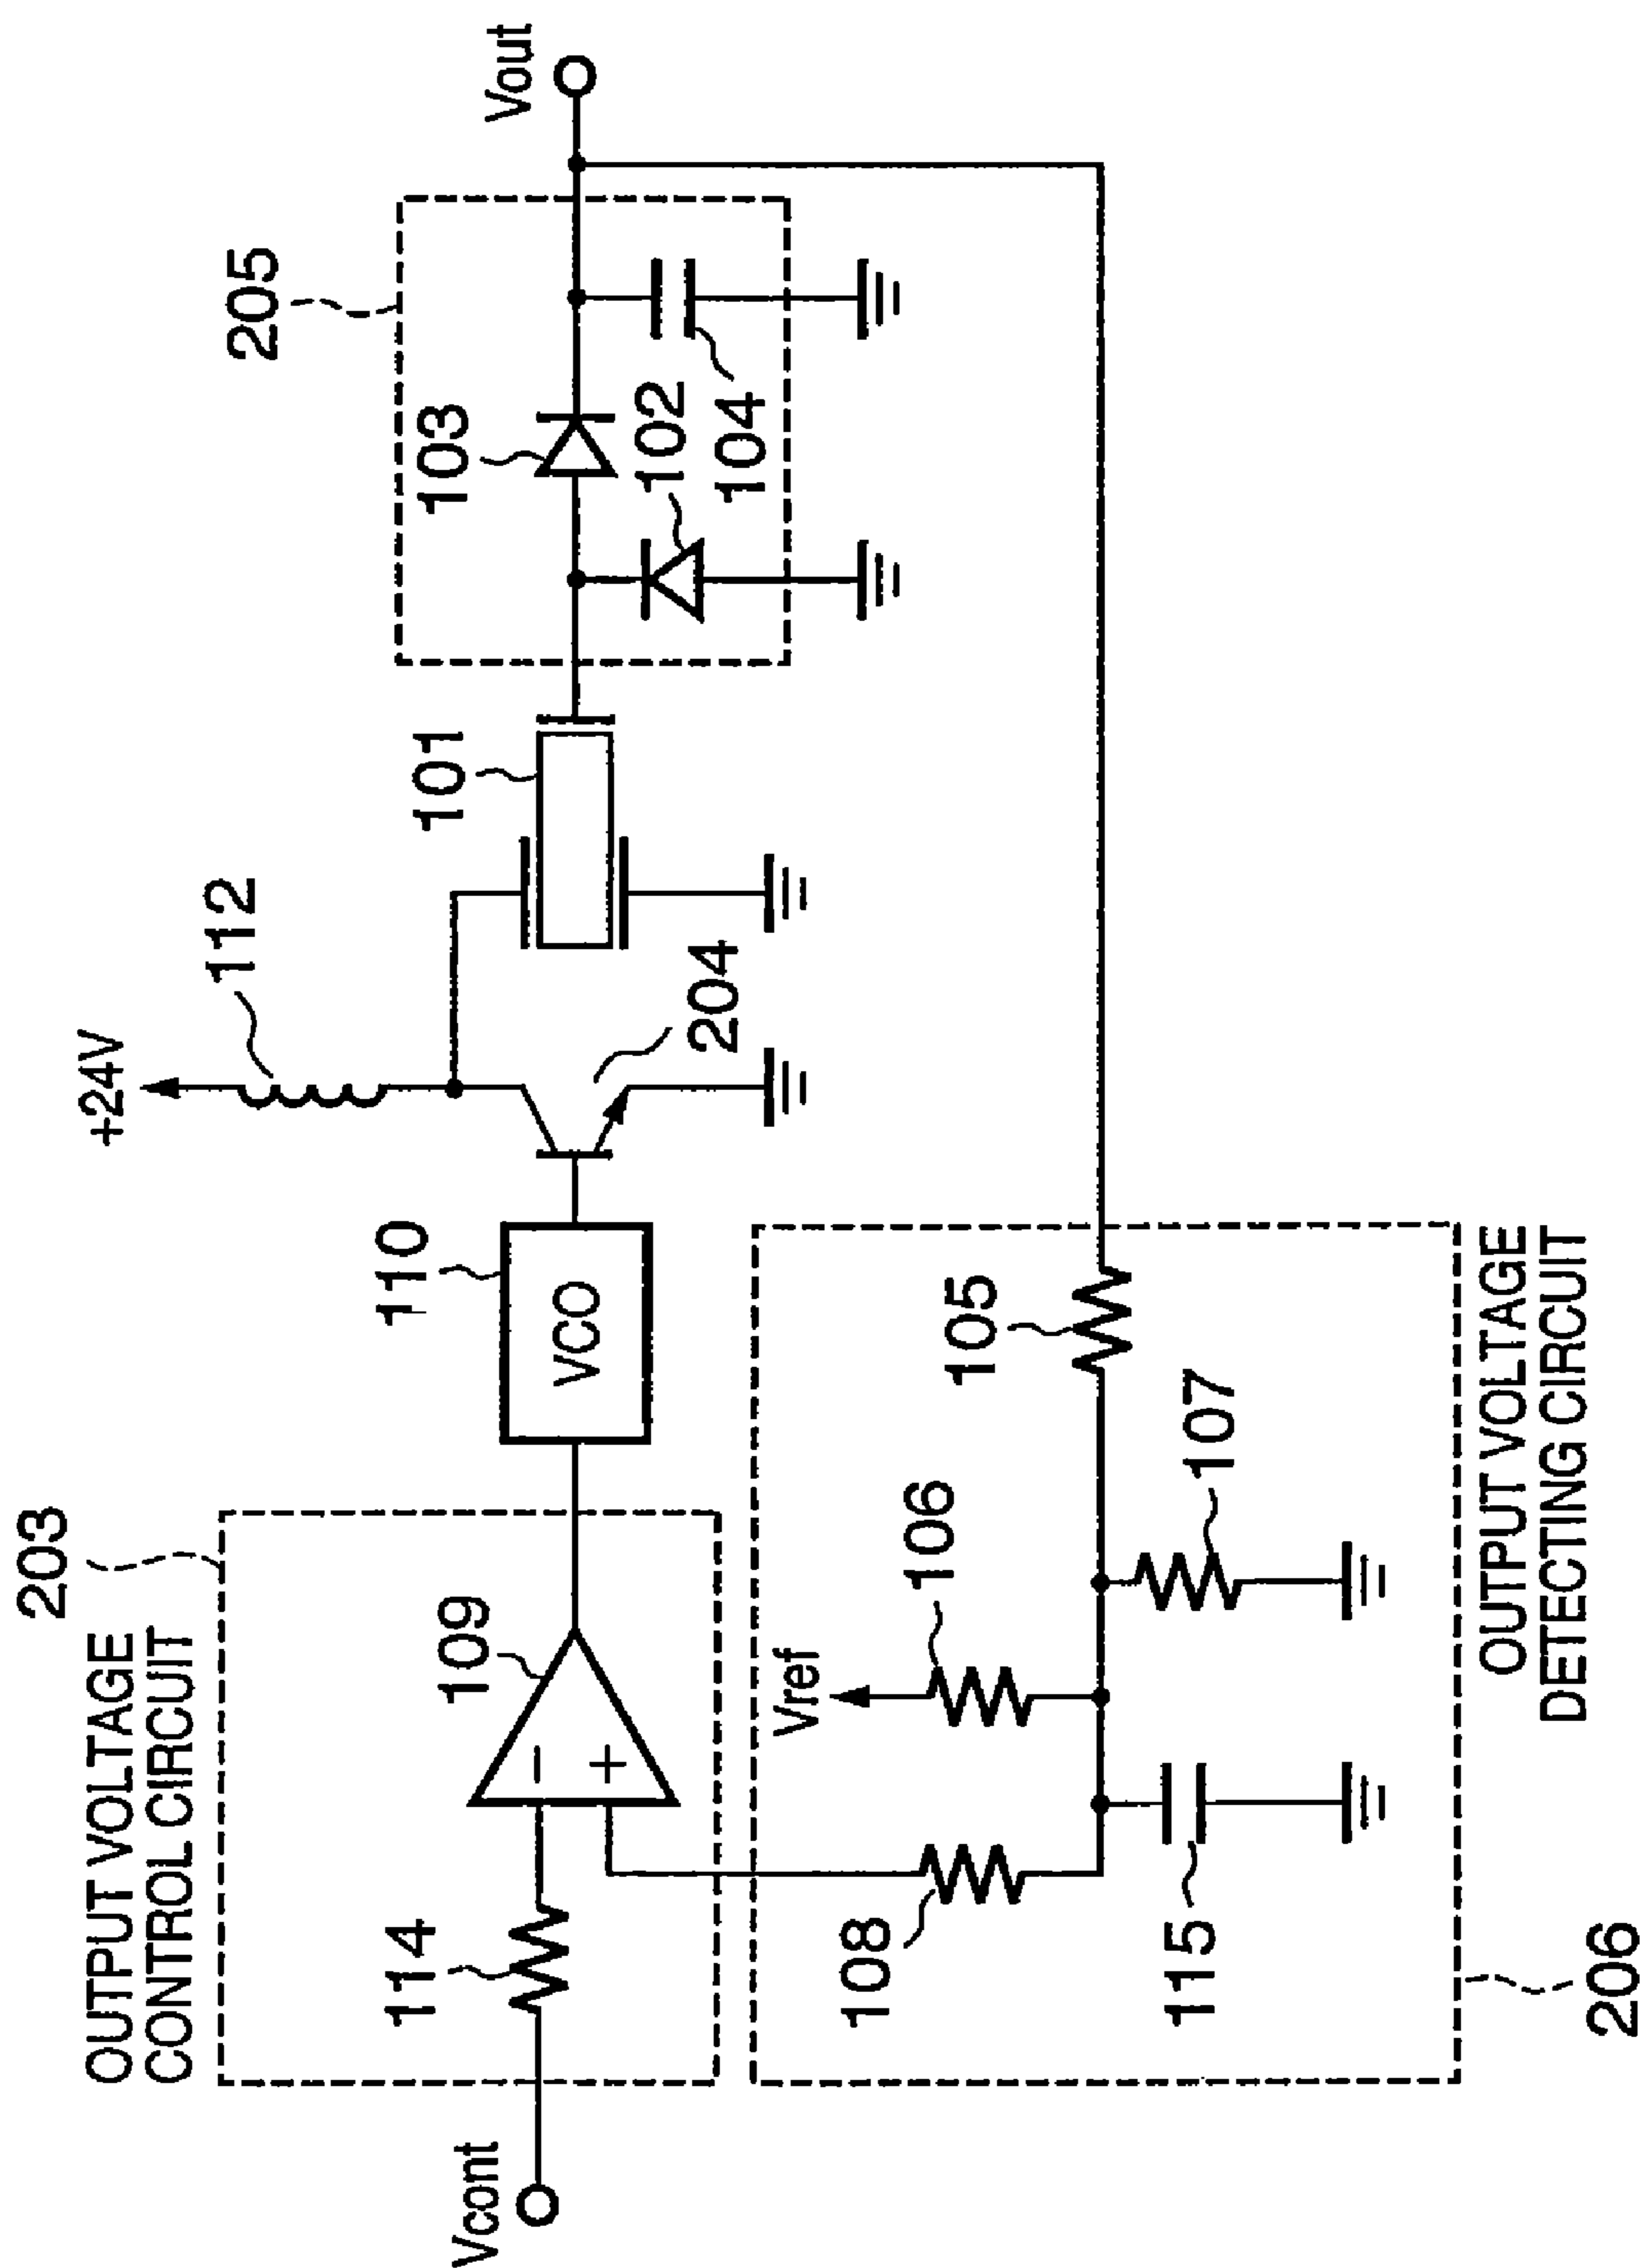 203
OUTPUT VOLTAGE
CONTROL CIRCUIT
+24V
112
205
Vout
109
110
101
103
114
VCO
204
102
104
Vcont
−
+
Vref
106
105
108
107
115
206
OUTPUT VOLTAGE
DETECTING CIRCUIT